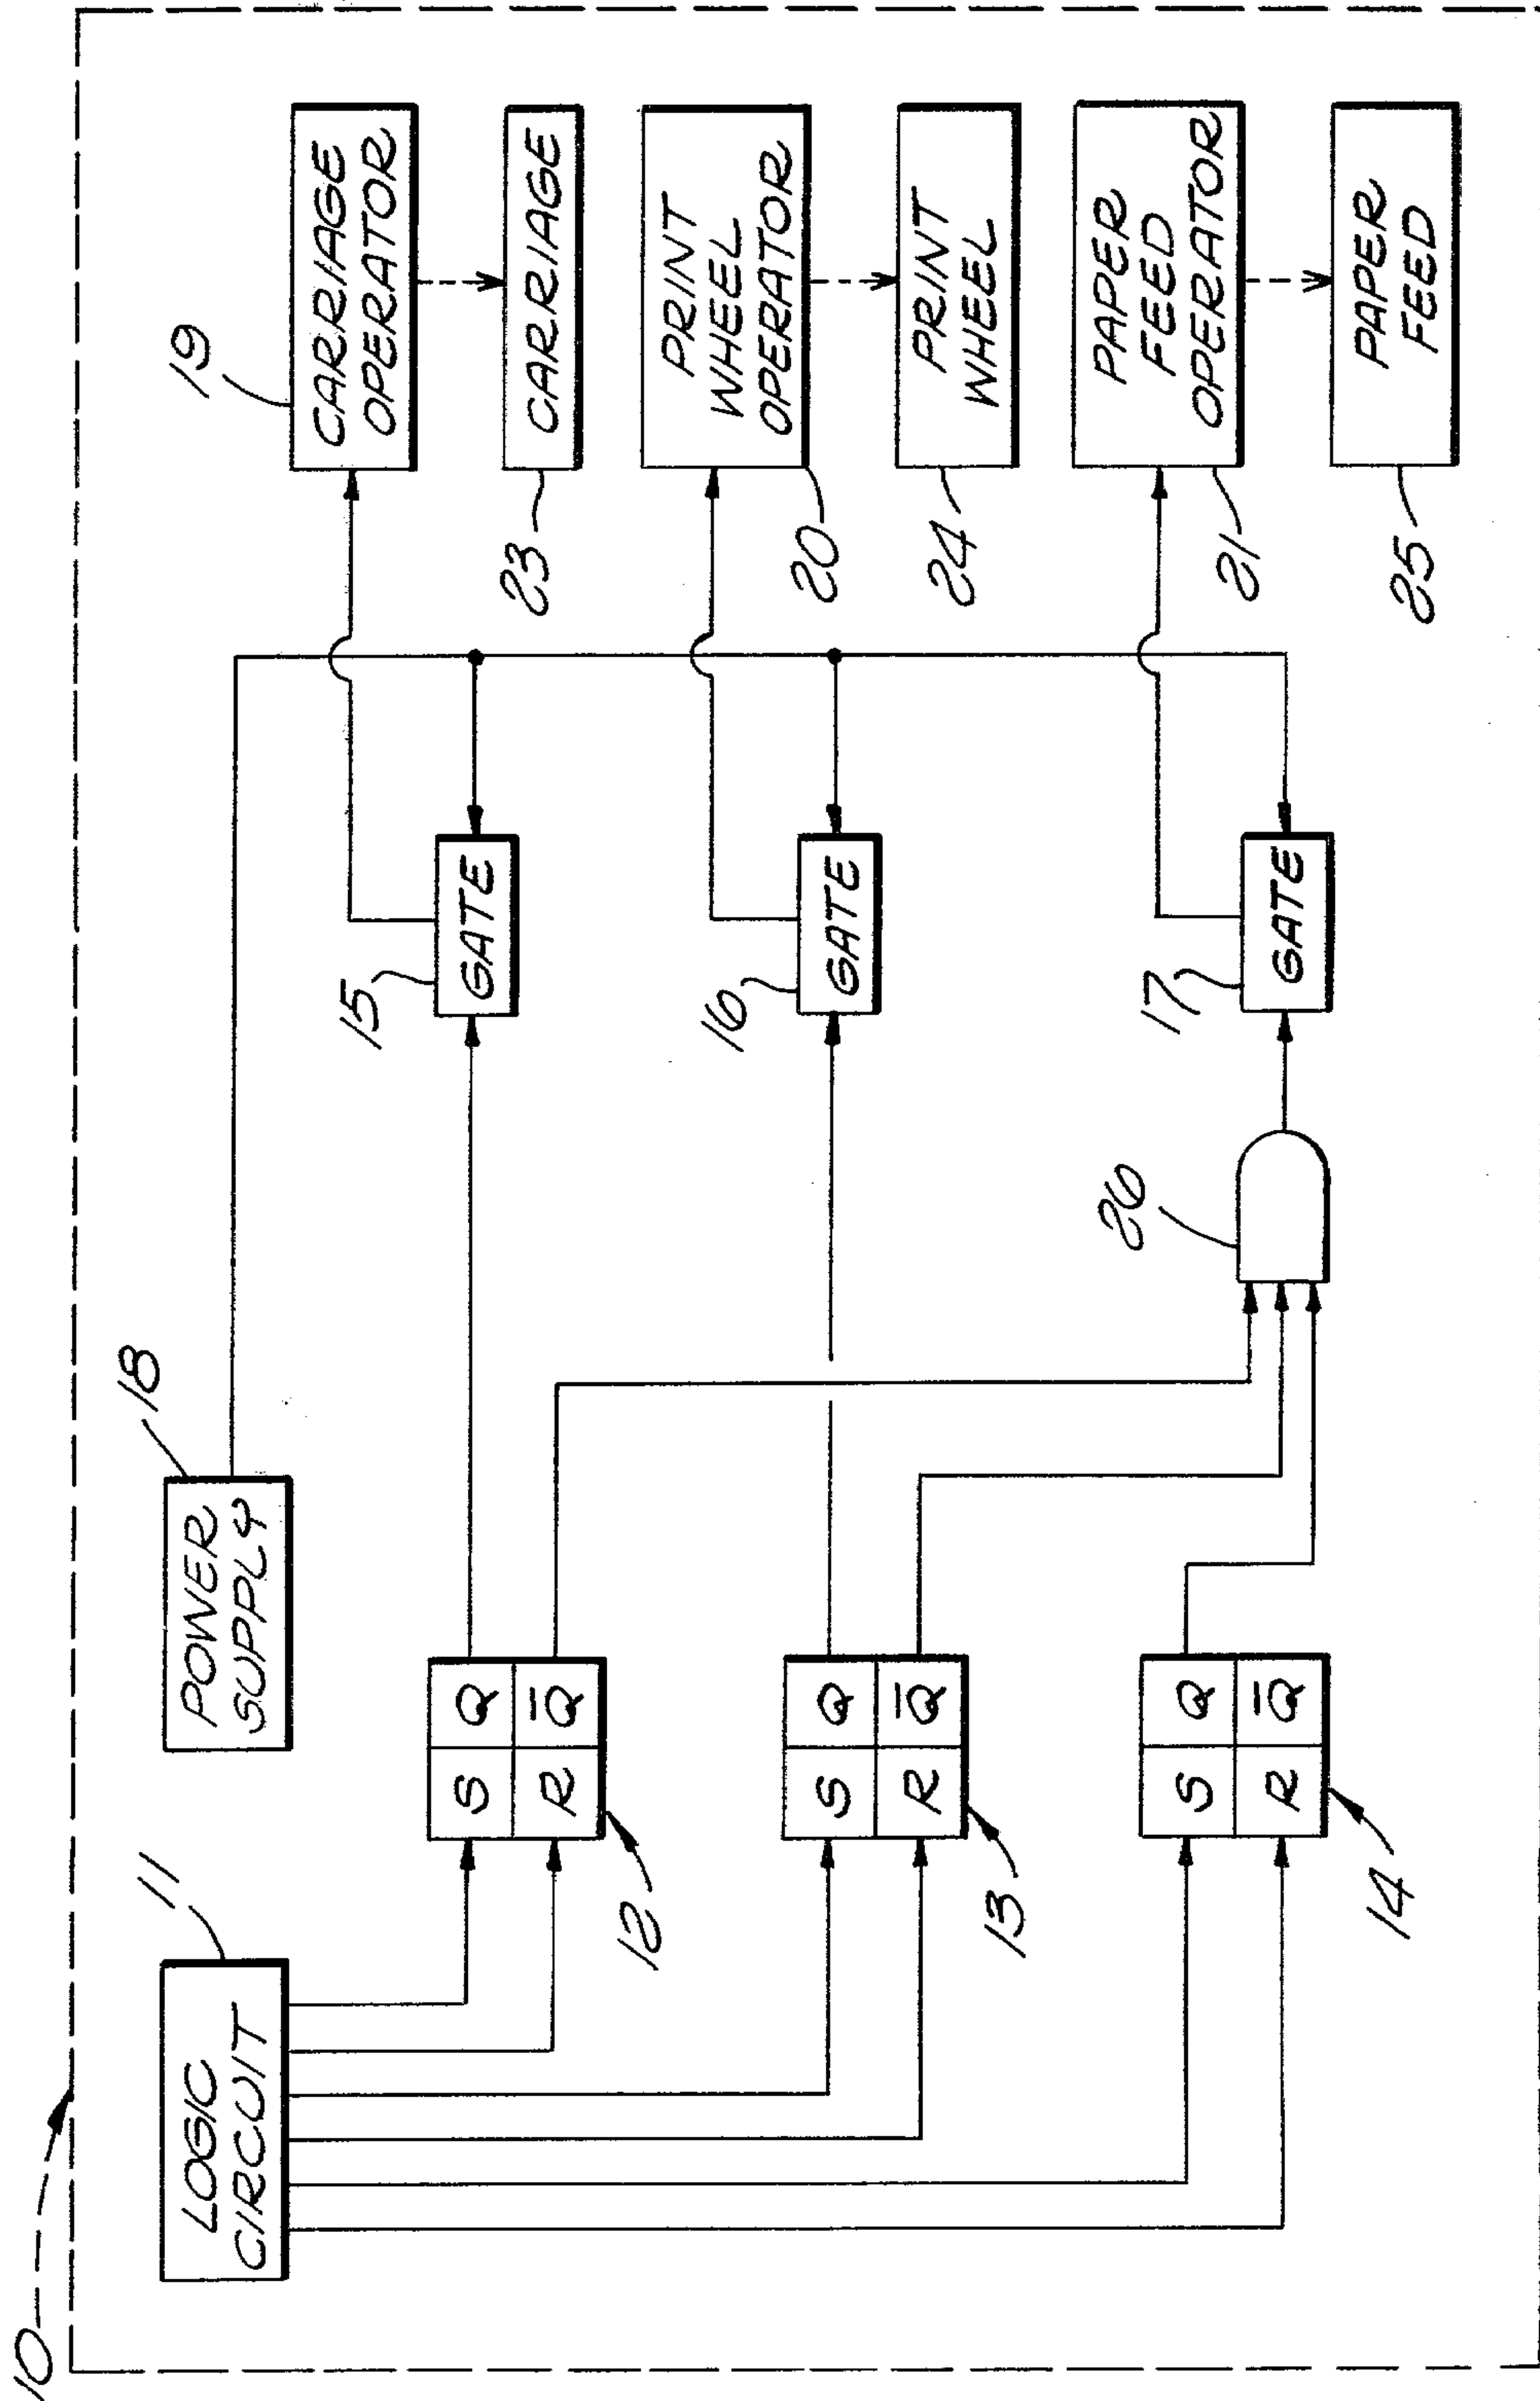 10
11
LOGIC
CIRCUIT
18
POWER
SUPPLY
19
CARRIAGE
OPERATOR
12
S Q
R Q̅
15
GATE
23
CARRIAGE
13
S Q
R Q̅
16
GATE
20
PRINT
WHEEL
OPERATOR
24
PRINT
WHEEL
14
S Q
R Q̅
26
17
GATE
21
PAPER
FEED
OPERATOR
25
PAPER
FEED